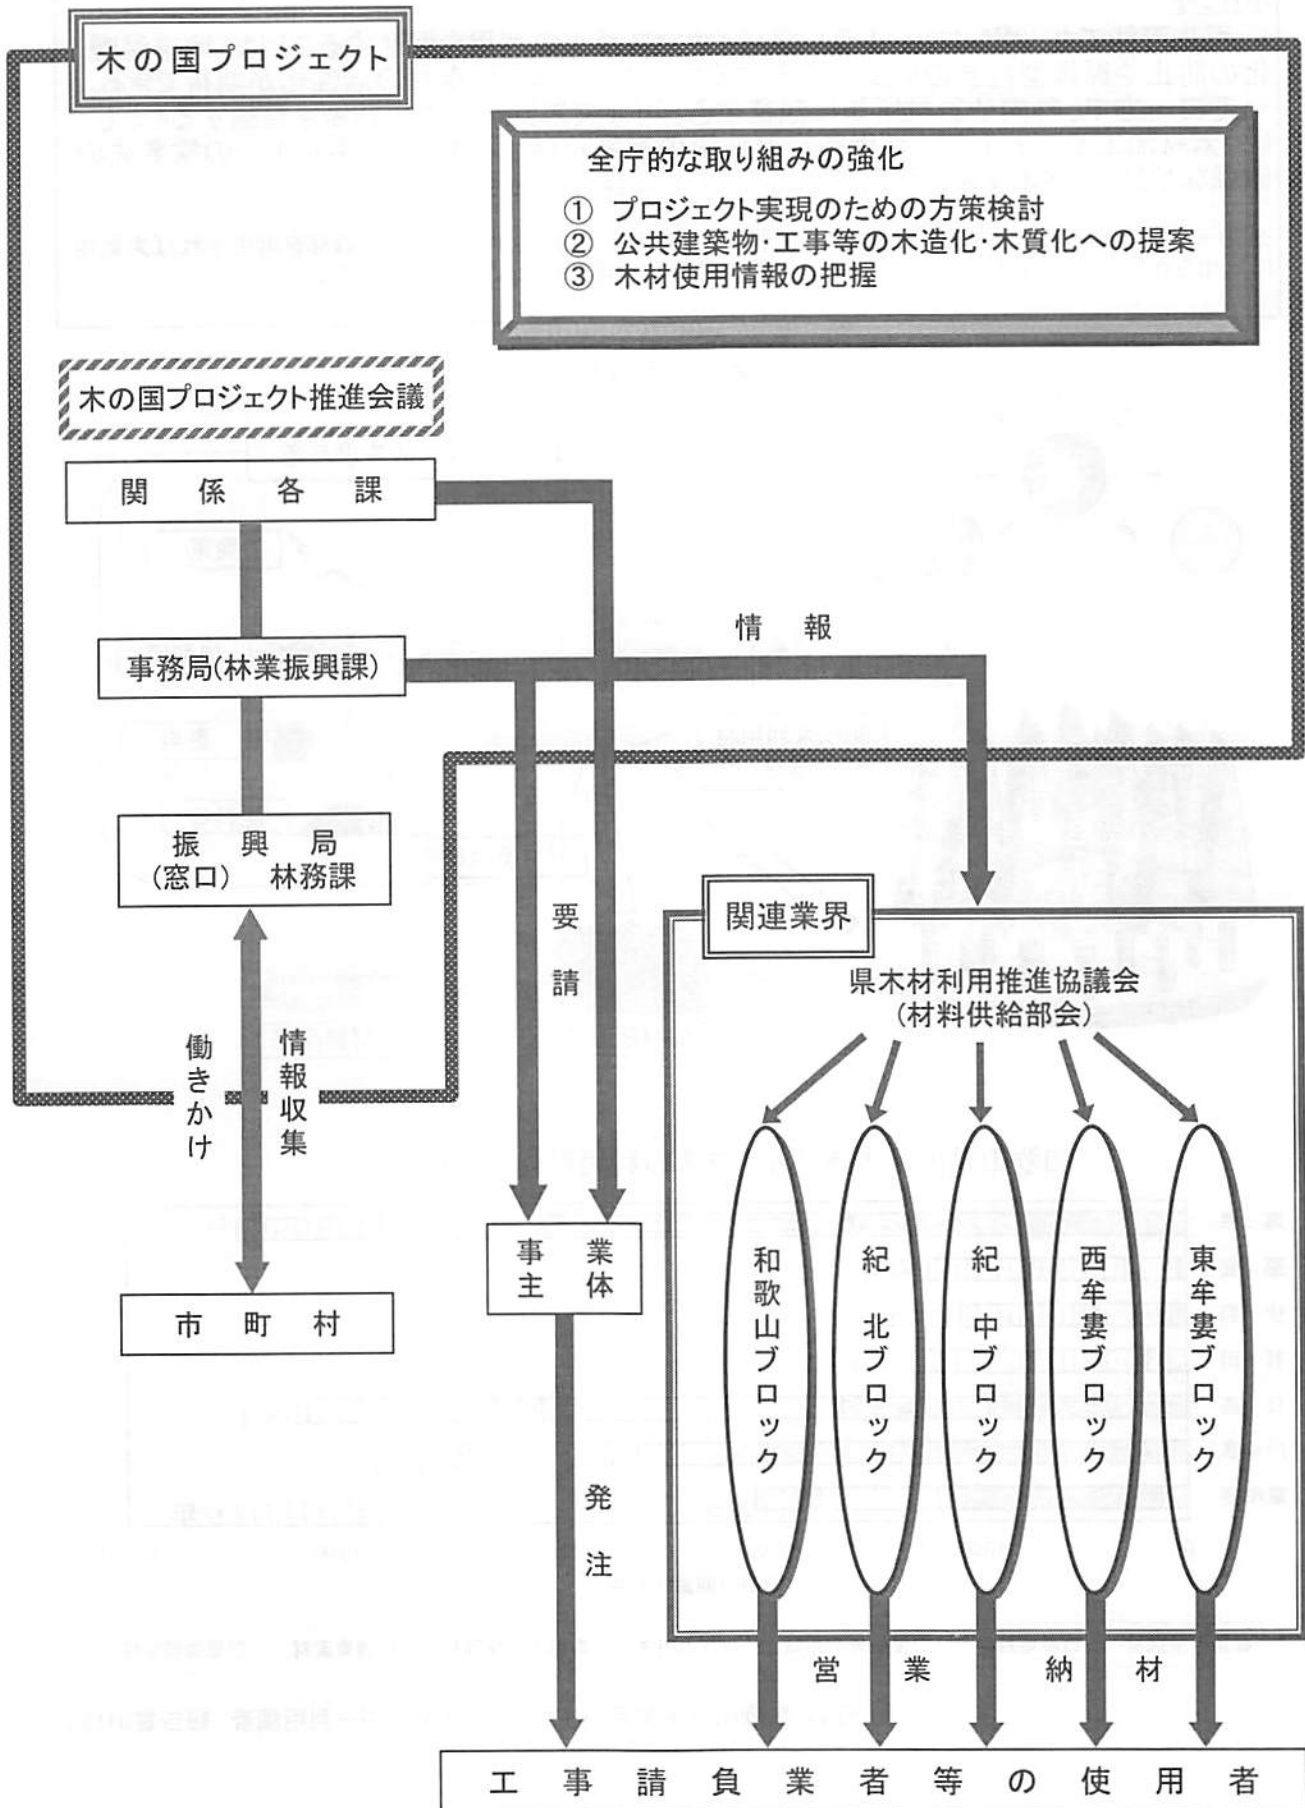 木の国プロジェクト
全庁的な取り組みの強化
① プロジェクト実現のための方策検討
② 公共建築物・工事等の木造化・木質化への提案
③ 木材使用情報の把握
木の国プロジェクト推進会議
関係各課
情報
事務局(林業振興課)
振興局
(窓口) 林務課
要請
関連業界
県木材利用推進協議会
(材料供給部会)
働きかけ
情報収集
事業
主体
市町村
和歌山ブロック
紀北ブロック
紀中ブロック
西牟婁ブロック
東牟婁ブロック
発注
営業 納材
工事請負業者等の使用者